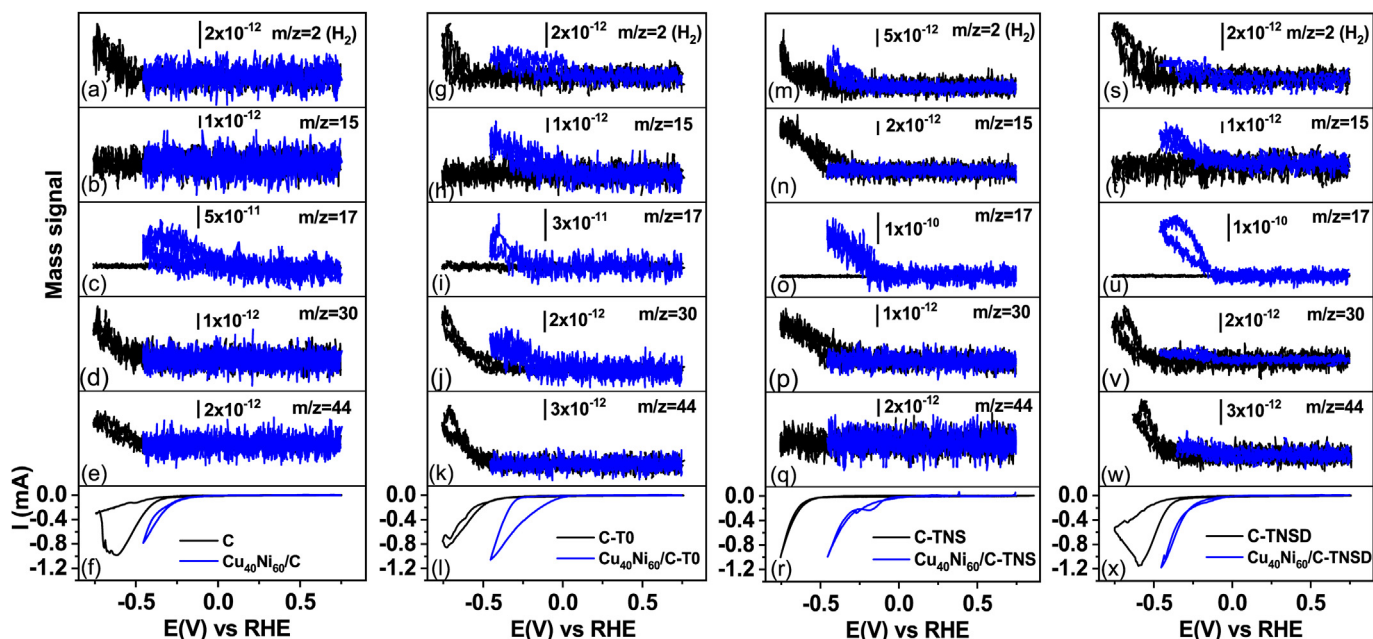 Mass signal
2x10-12 m/z=2 (H2)
(a)
1x10-12 m/z=15
(b)
5x10-11 m/z=17
(c)
1x10-12 m/z=30
(d)
2x10-12 m/z=44
(e)
I (mA)
0.0
-0.4
-0.8
-1.2
C
Cu40Ni60/C
(f)
-0.5 0.0 0.5
E(V) vs RHE
2x10-12 m/z=2 (H2)
(g)
1x10-12 m/z=15
(h)
3x10-11 m/z=17
(i)
2x10-12 m/z=30
(j)
3x10-12 m/z=44
(k)
0.0
-0.4
-0.8
-1.2
C-T0
Cu40Ni60/C-T0
(l)
-0.5 0.0 0.5
E(V) vs RHE
5x10-12 m/z=2 (H2)
(m)
2x10-12 m/z=15
(n)
1x10-10 m/z=17
(o)
1x10-12 m/z=30
(p)
2x10-12 m/z=44
(q)
0.0
-0.4
-0.8
-1.2
C-TNS
Cu40Ni60/C-TNS
(r)
-0.5 0.0 0.5
E(V) vs RHE
2x10-12 m/z=2 (H2)
(s)
1x10-12 m/z=15
(t)
1x10-10 m/z=17
(u)
2x10-12 m/z=30
(v)
3x10-12 m/z=44
(w)
0.0
-0.4
-0.8
-1.2
C-TNSD
Cu40Ni60/C-TNSD
(x)
-0.5 0.0 0.5
E(V) vs RHE